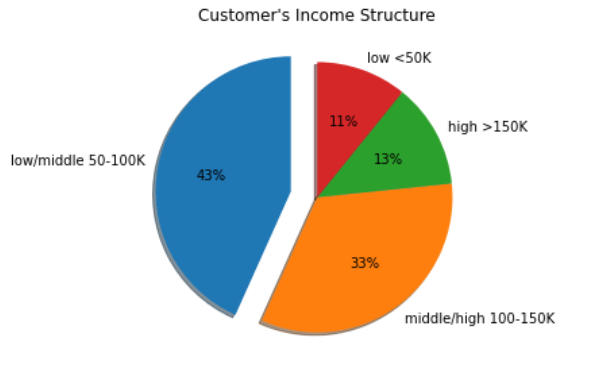 Customer's Income Structure
low <50K
11%
high >150K
13%
low/middle 50-100K
43%
33%
middle/high 100-150K